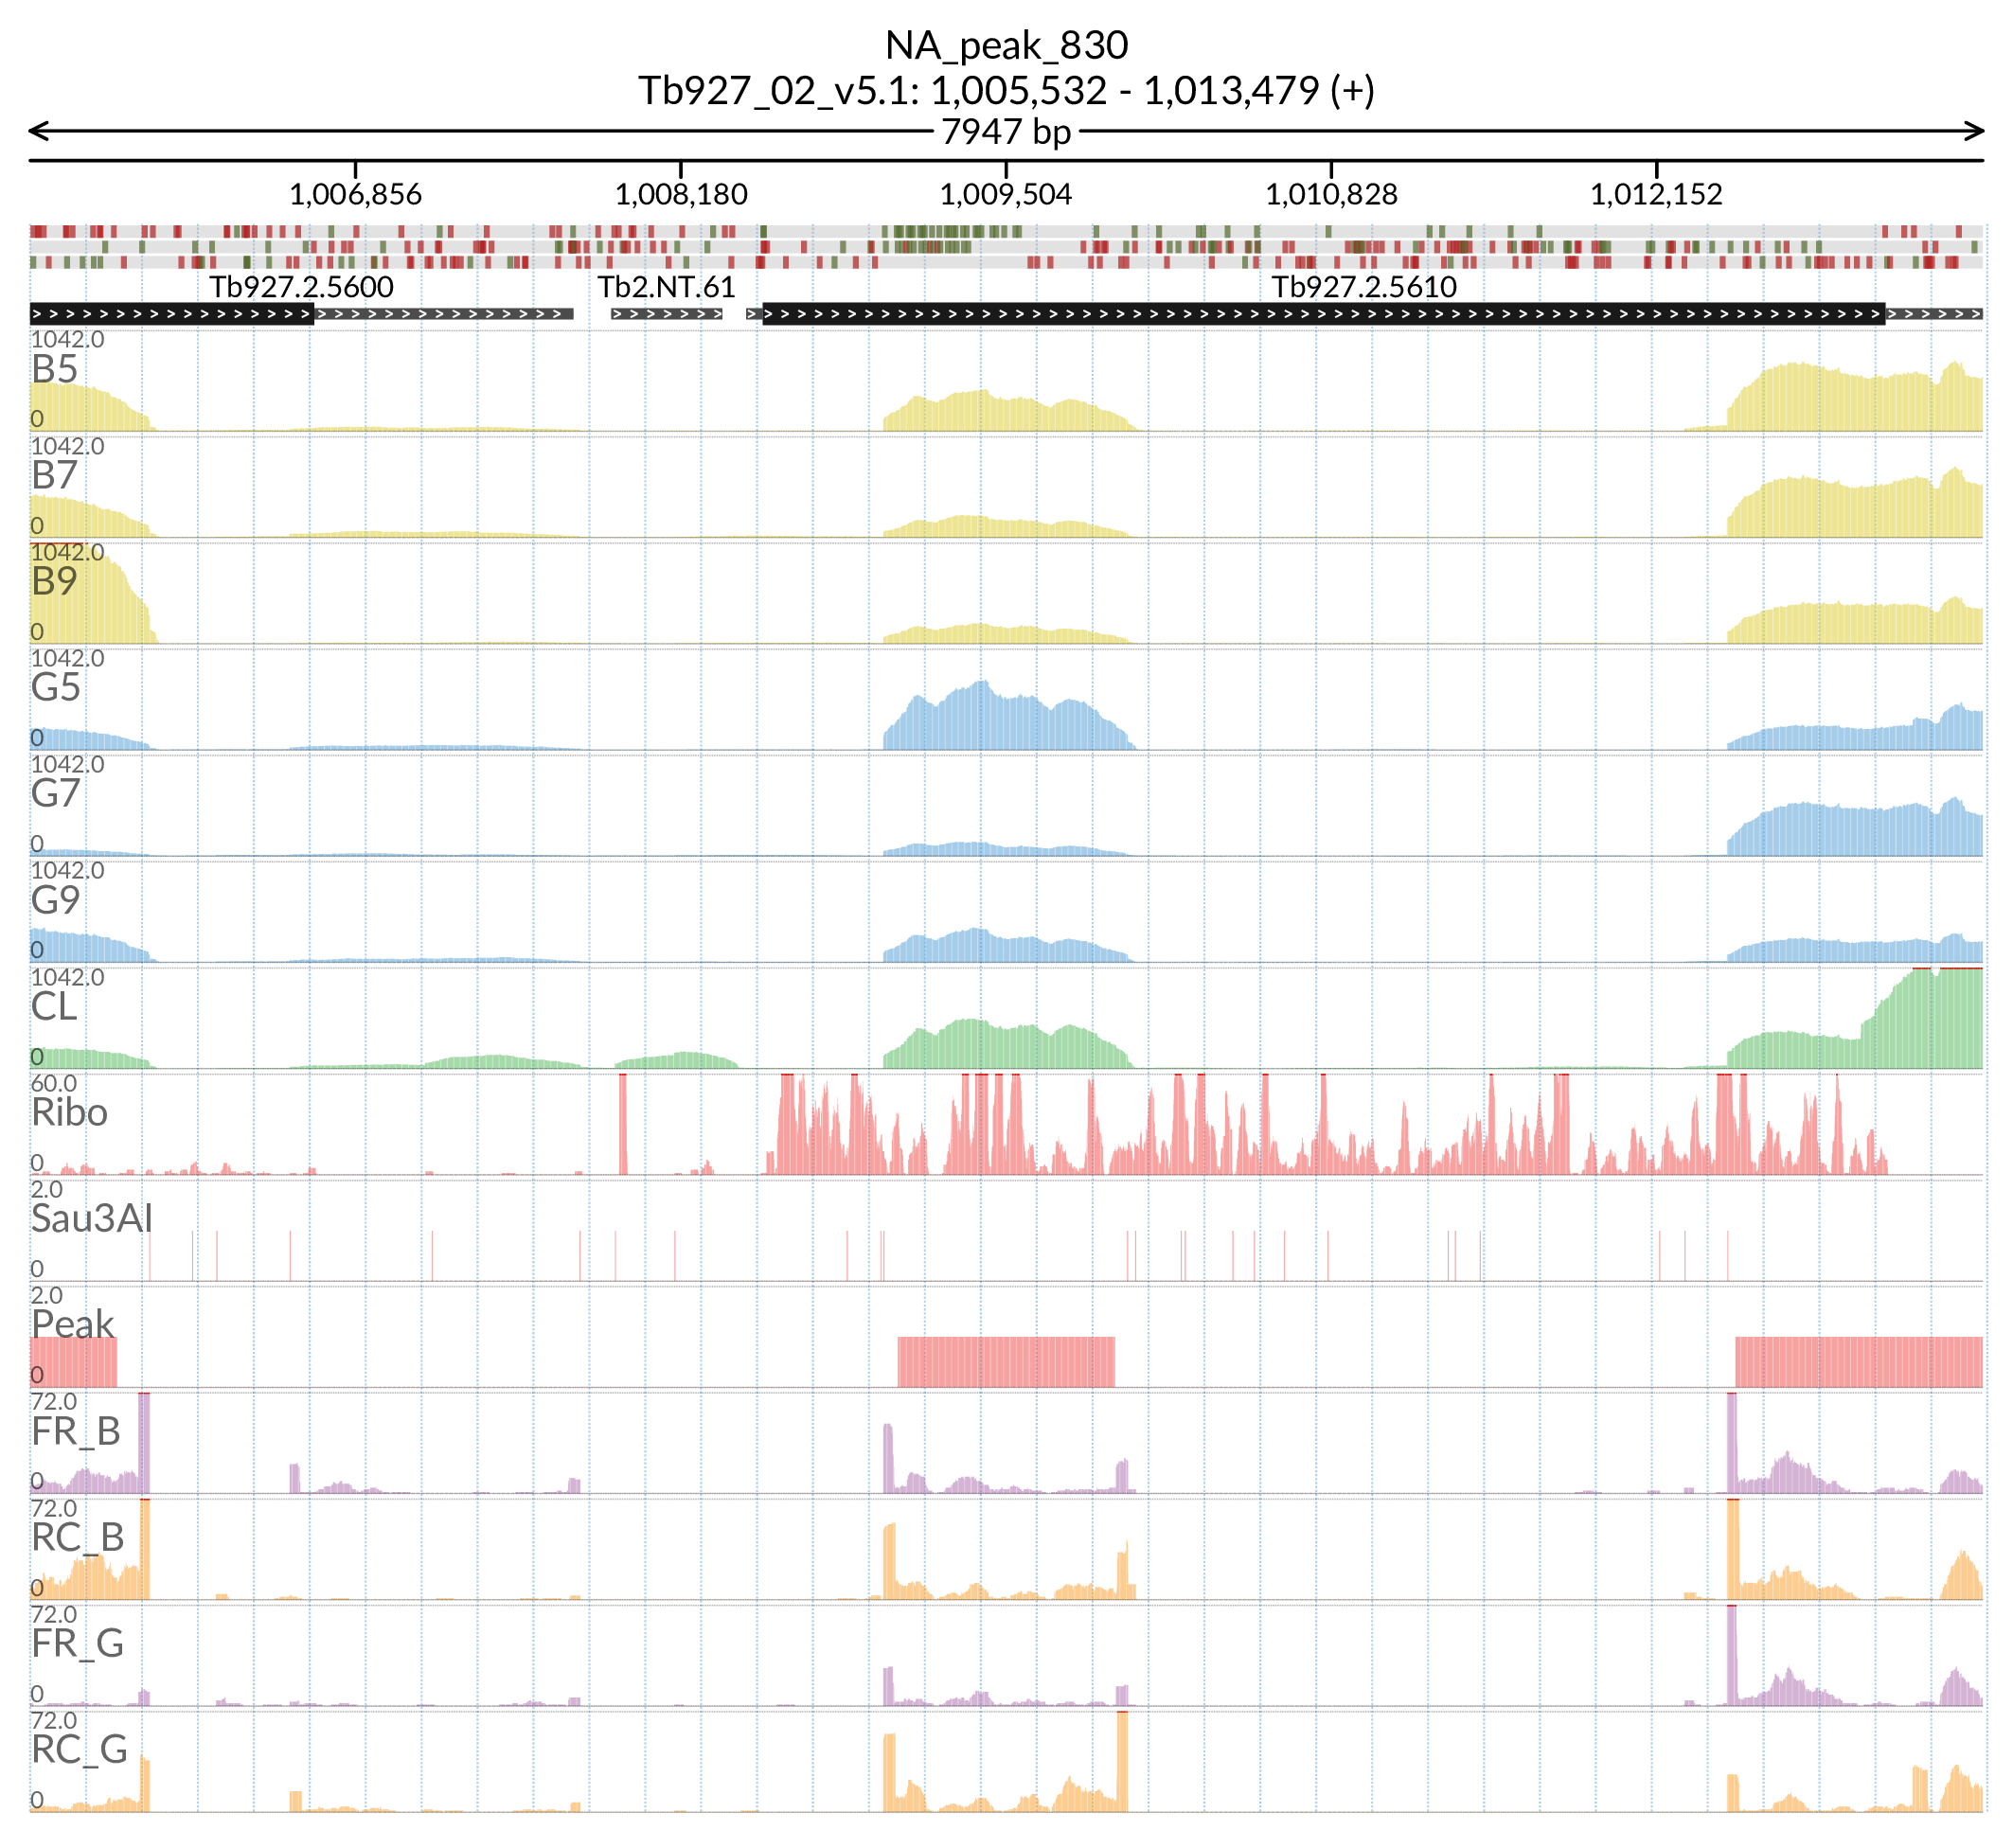 NA_peak_830
Tb927_02_v5.1: 1,005,532 - 1,013,479 (+)
7947 bp
1,006,856 1,008,180 1,009,504 1,010,828 1,012,152
Tb927.2.5600 Tb2.NT.61 Tb927.2.5610
1042.0
B5
0
1042.0
B7
0
1042.0
B9
0
1042.0
G5
0
1042.0
G7
0
1042.0
G9
0
1042.0
CL
0
60.0
Ribo
0
2.0
Sau3AI
0
2.0
Peak
0
72.0
FR_B
0
72.0
RC_B
0
72.0
FR_G
0
72.0
RC_G
0